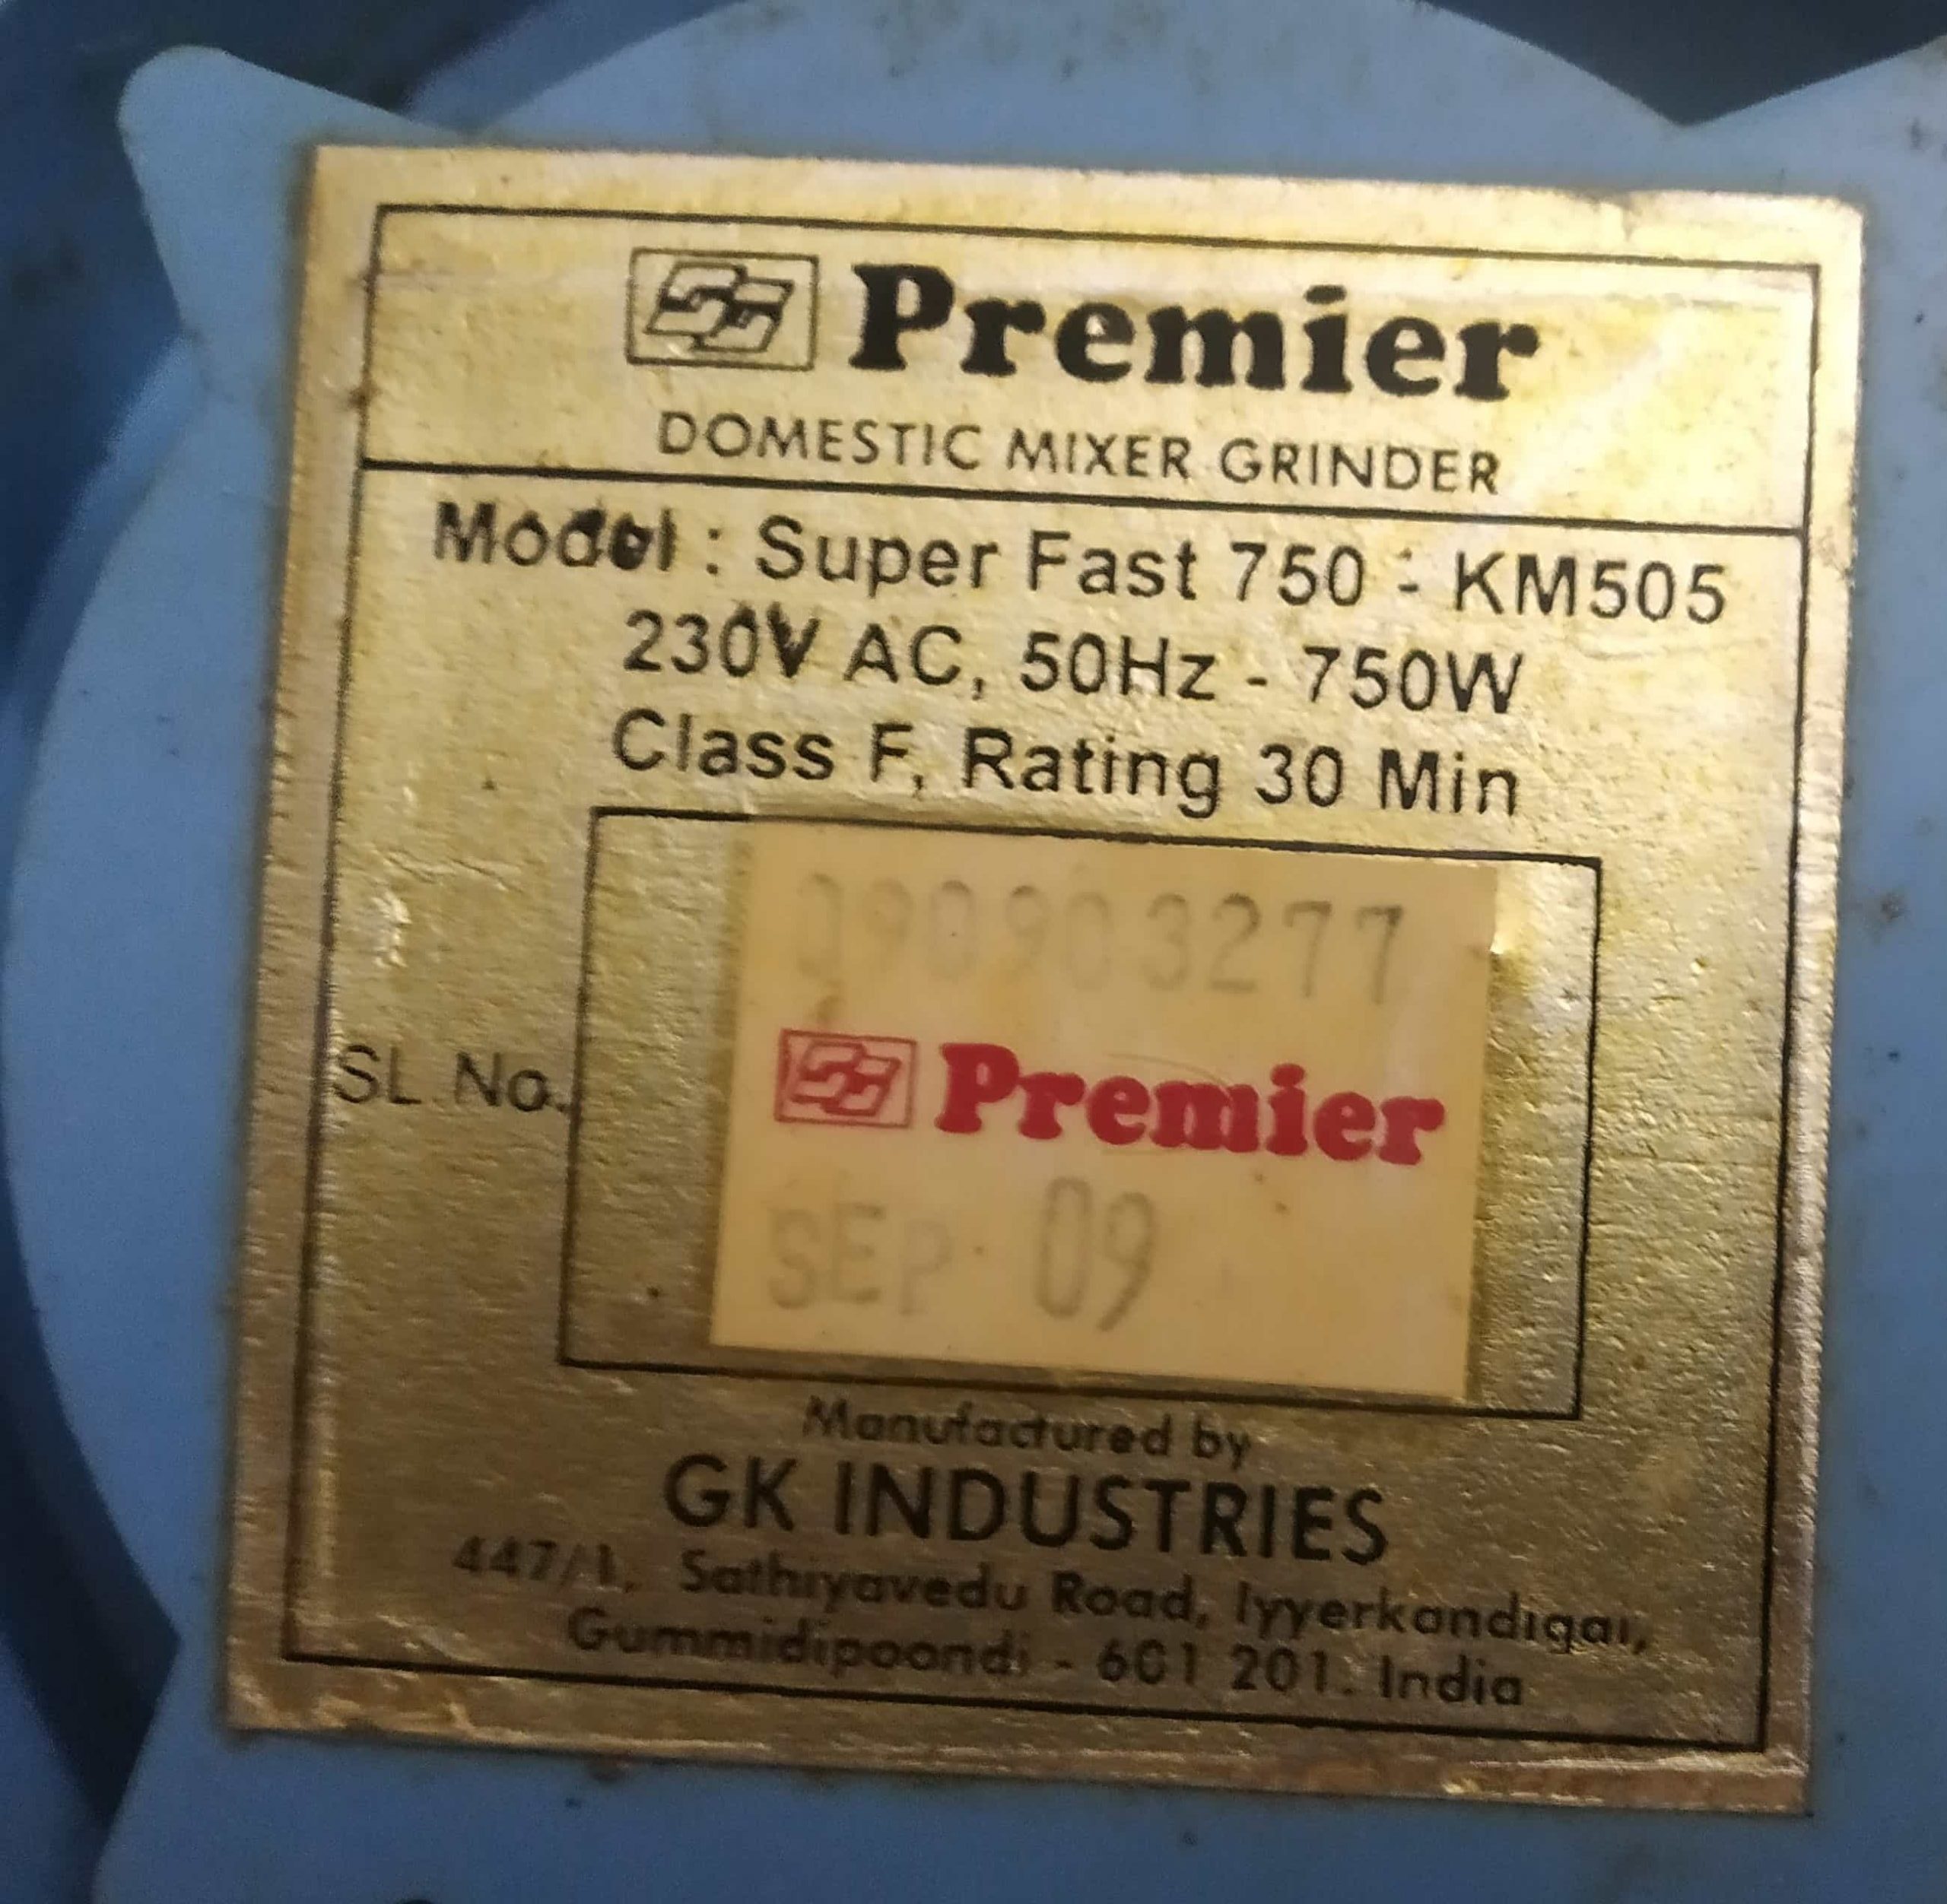 Premier
DOMESTIC MIXER GRINDER
Model : Super Fast 750 - KM505
230V AC, 50Hz - 750W
Class F, Rating 30 Min
090903277
SL No.
Premier
SEP 09
Manufactured by
GK INDUSTRIES
447/1, Sathiyavedu Road, Iyyerkandigai,
Gummidipoondi - 601 201. India